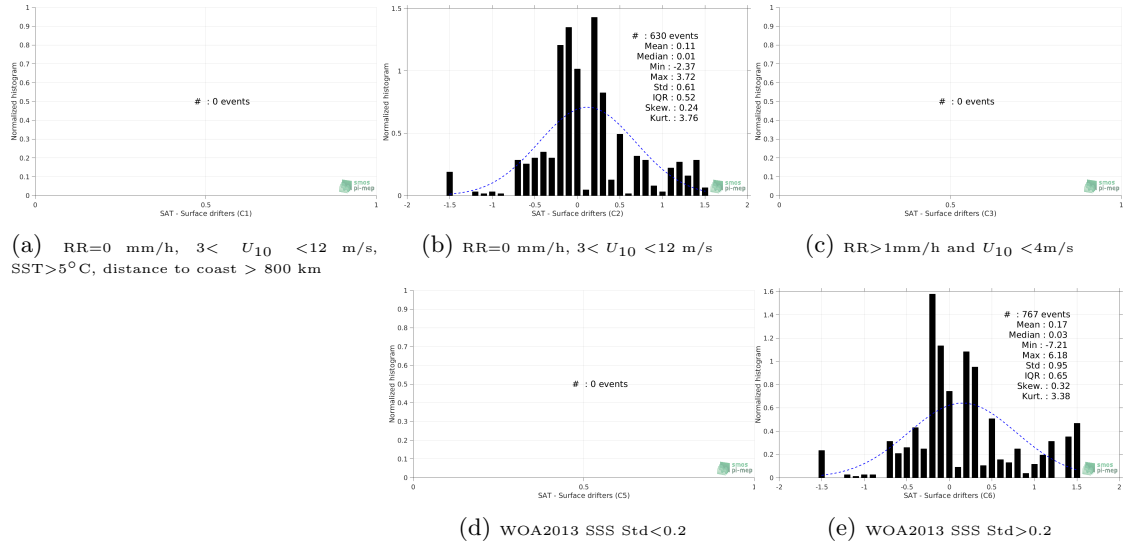 1
0.9
0.8
0.7
0.6
0.5
0.4
0.3
0.2
0.1
0
Normalized histogram
# : 0 events
smos
pi-mep
0 0.5 1
SAT - Surface drifters (C1)
(a) RR=0 mm/h, 3< U10 <12 m/s,
SST>5°C, distance to coast > 800 km
1.5
1
0.5
0
Normalized histogram
# : 630 events
Mean : 0.11
Median : 0.01
Min : -2.37
Max : 3.72
Std : 0.61
IQR : 0.52
Skew. : 0.24
Kurt. : 3.76
smos
pi-mep
-2 -1.5 -1 -0.5 0 0.5 1 1.5 2
SAT - Surface drifters (C2)
(b) RR=0 mm/h, 3< U10 <12 m/s
1
0.9
0.8
0.7
0.6
0.5
0.4
0.3
0.2
0.1
0
Normalized histogram
# : 0 events
smos
pi-mep
0 0.5 1
SAT - Surface drifters (C3)
(c) RR>1mm/h and U10 <4m/s
1
0.9
0.8
0.7
0.6
0.5
0.4
0.3
0.2
0.1
0
Normalized histogram
# : 0 events
smos
pi-mep
0 0.5 1
SAT - Surface drifters (C5)
(d) WOA2013 SSS Std<0.2
1.6
1.4
1.2
1
0.8
0.6
0.4
0.2
0
Normalized histogram
# : 767 events
Mean : 0.17
Median : 0.03
Min : -7.21
Max : 6.18
Std : 0.95
IQR : 0.65
Skew. : 0.32
Kurt. : 3.38
smos
pi-mep
-2 -1.5 -1 -0.5 0 0.5 1 1.5 2
SAT - Surface drifters (C6)
(e) WOA2013 SSS Std>0.2